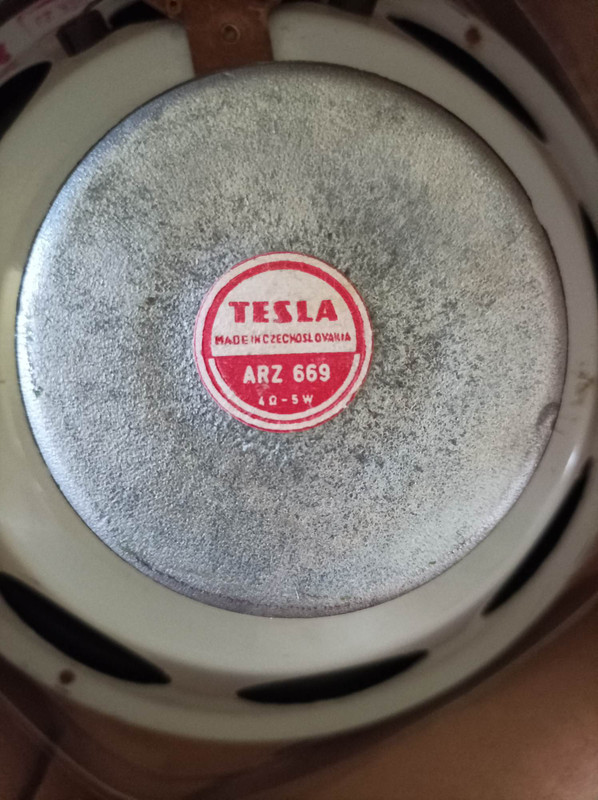 TESLA
MADE IN CZECHOSLOVAKIA
ARZ 669
4 Ω - 5 W